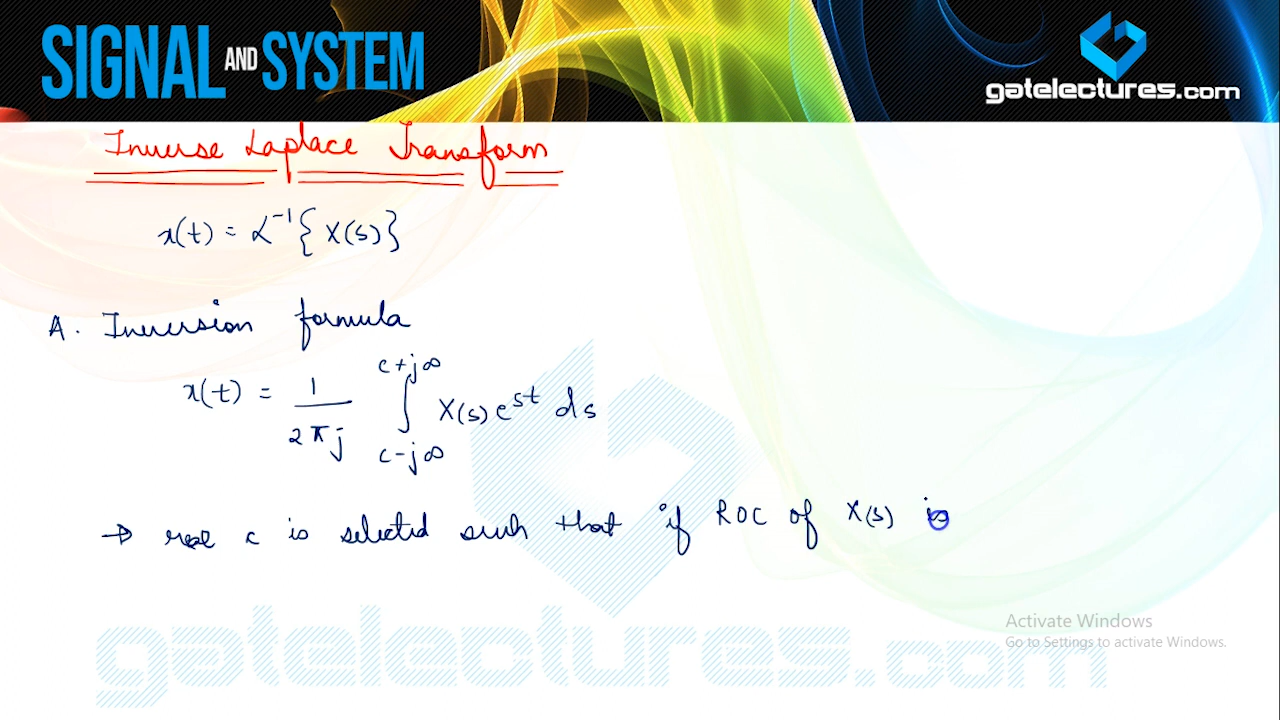 SIGNAL AND SYSTEM
gatelectures.com
Inverse Laplace Transform
x(t) = L⁻¹{ X(s) }
A. Inversion formula
x(t) = 1/2πj ∫_{c-j∞}^{c+j∞} X(s) e^{st} ds
→ real c is selected such that if ROC of X(s) is
Activate Windows
Go to Settings to activate Windows.
gatelectures.com